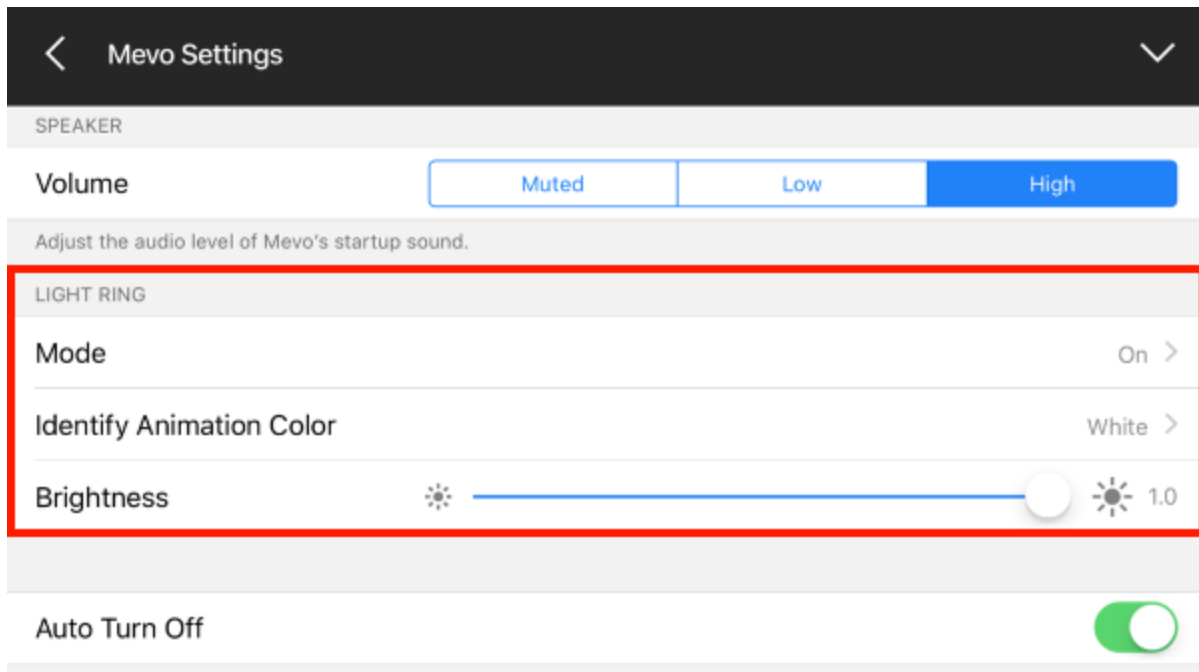 Mevo Settings
SPEAKER
Volume Muted Low High
Adjust the audio level of Mevo's startup sound.
LIGHT RING
Mode On
Identify Animation Color White
Brightness 1.0
Auto Turn Off